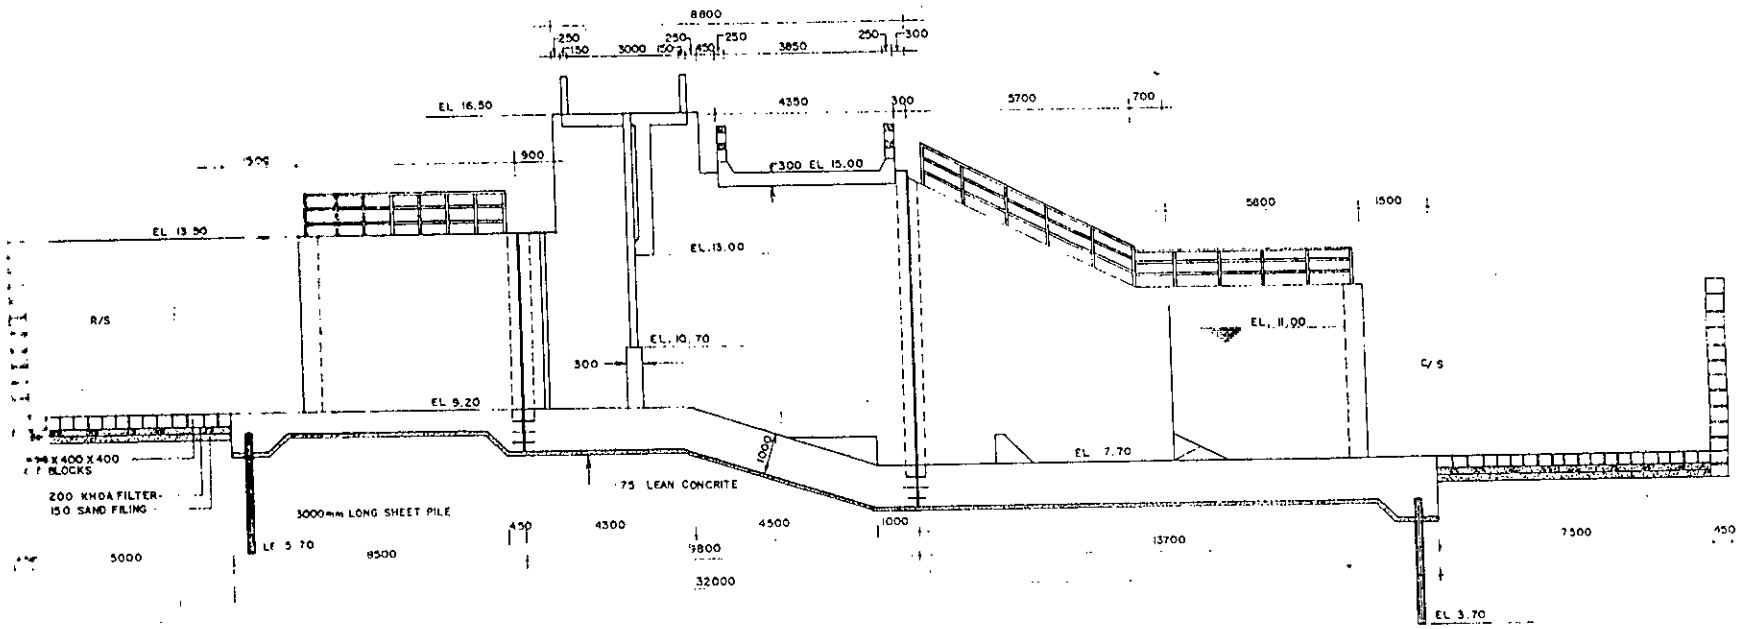 8800
250 250 450 250 250 300
150 3000 150 3850
EL 16.50
4350 300 5700 700
900
300 EL 15.00
5800 1500
EL 13.50
EL.13.00
EL. 11,00
R/S
EL. 10.70
300
C/S
EL 9.20
1000
EL 7.70
X400X400
BLOCKS
75 LEAN CONCRETE
200 KHOA FILTER
150 SAND FILING
3000mm LONG SHEET PILE
450 4300 4500 1000
5.70
5000 8500 9800 13700 7500 450
32000
EL 3.70